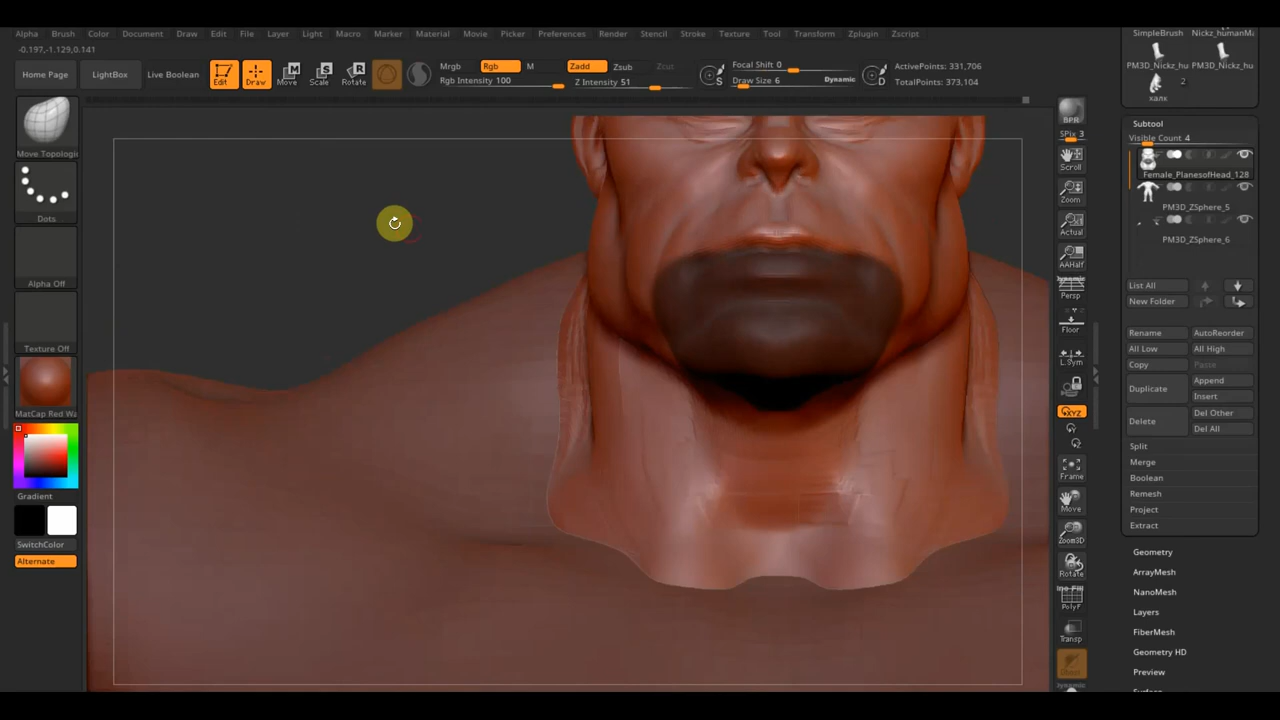 Alpha Brush Color Document Draw Edit File Layer Light Macro Marker Material Movie Picker Preferences Render Stencil Stroke Texture Tool Transform Zplugin Zscript
-0.197,-1.129,0.141
Home Page LightBox Live Boolean Edit Draw Move Scale Rotate
Mrgb Rgb M
Rgb Intensity 100
Zadd Zsub Zcut
Z Intensity 51
S
Focal Shift 0
Draw Size 6 Dynamic
D
ActivePoints: 331,706
TotalPoints: 373,104
Move Topologic
Dots
Alpha Off
Texture Off
MatCap Red Wa
Gradient
SwitchColor
Alternate
BPR
SPix 3
Scroll
Zoom
Actual
AAHalf
Dynamic
Persp
Floor
L.Sym
XYZ
Frame
Move
Zoom3D
Rotate
PolyF
Transp
Dynamic
SimpleBrush Nickz_humanMa
PM3D_Nickz_hu PM3D_Nickz_hu
2
калк
Subtool
Visible Count 4
Female_PlanesofHead_128
PM3D_ZSphere_5
PM3D_ZSphere_6
List All
New Folder
Rename AutoReorder
All Low All High
Copy Paste
Duplicate Append
Insert
Delete Del Other
Del All
Split
Merge
Boolean
Remesh
Project
Extract
Geometry
ArrayMesh
NanoMesh
Layers
FiberMesh
Geometry HD
Preview